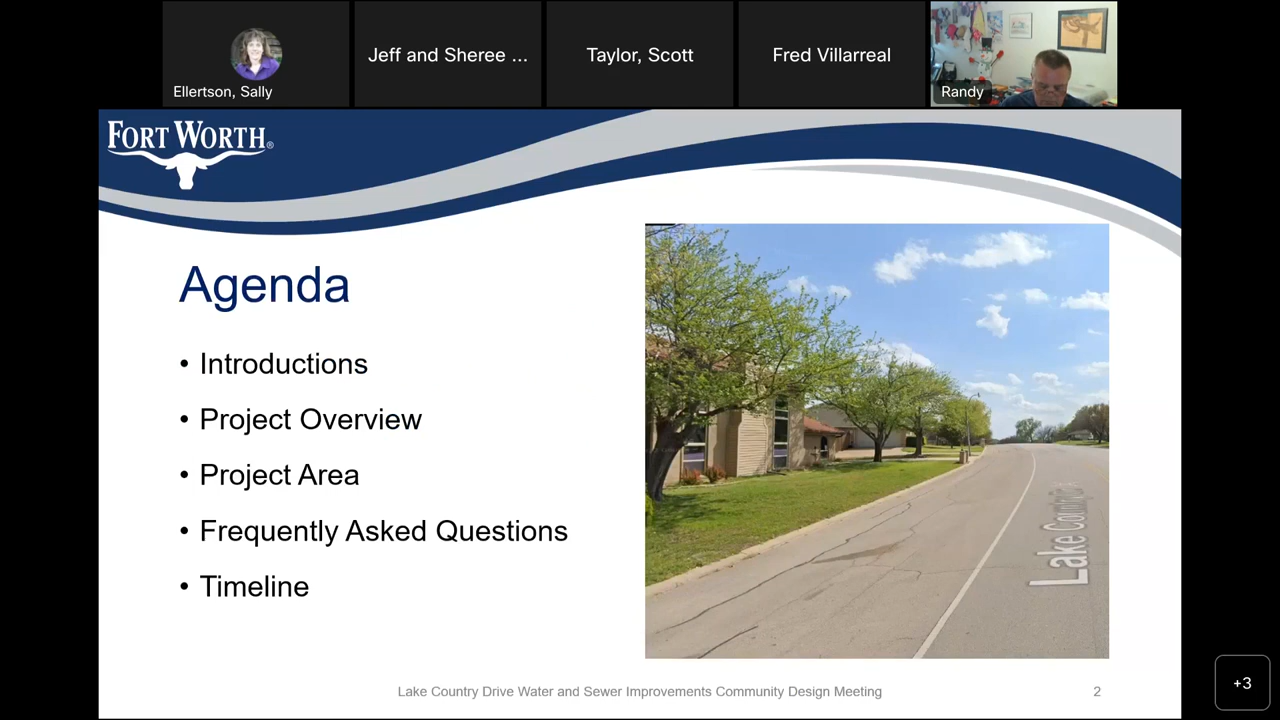 Jeff and Sheree ...
Taylor, Scott
Fred Villarreal
Ellertson, Sally
Randy
FORT WORTH®
Agenda
• Introductions
• Project Overview
• Project Area
• Frequently Asked Questions
• Timeline
Lake Country
Lake Country Drive Water and Sewer Improvements Community Design Meeting
2
+3